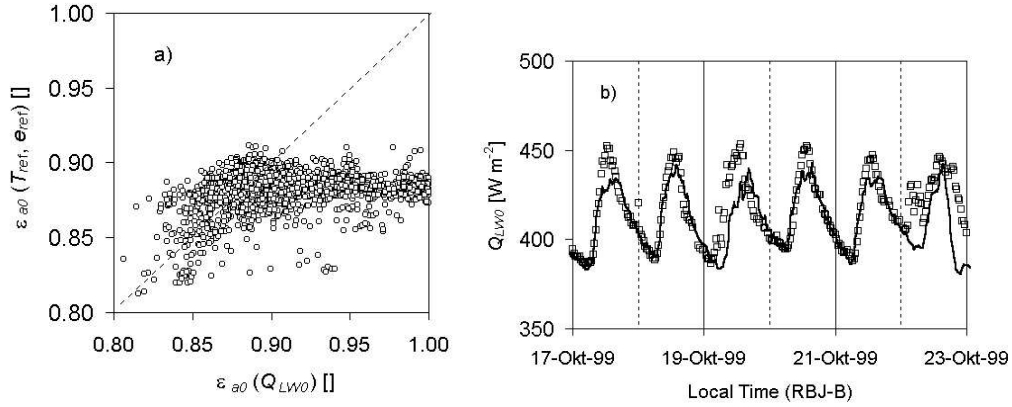 a)
1.00
0.95
0.90
0.85
0.80
ε a0 (Tref, eref) []
0.80 0.85 0.90 0.95 1.00
ε a0 (QLW0) []
b)
500
450
400
350
QLW0 [W m-2]
17-Okt-99 19-Okt-99 21-Okt-99 23-Okt-99
Local Time (RBJ-B)